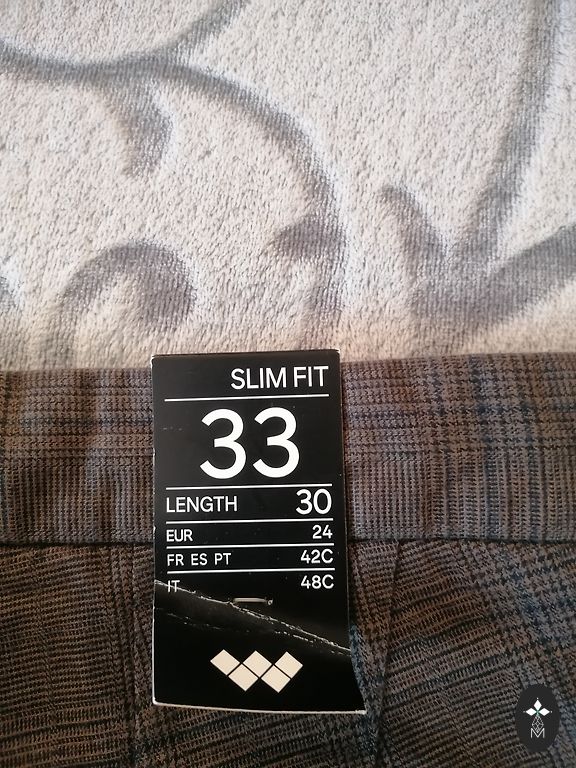 SLIM FIT
33
LENGTH 30
EUR 24
FR ES PT 42C
IT 48C
M